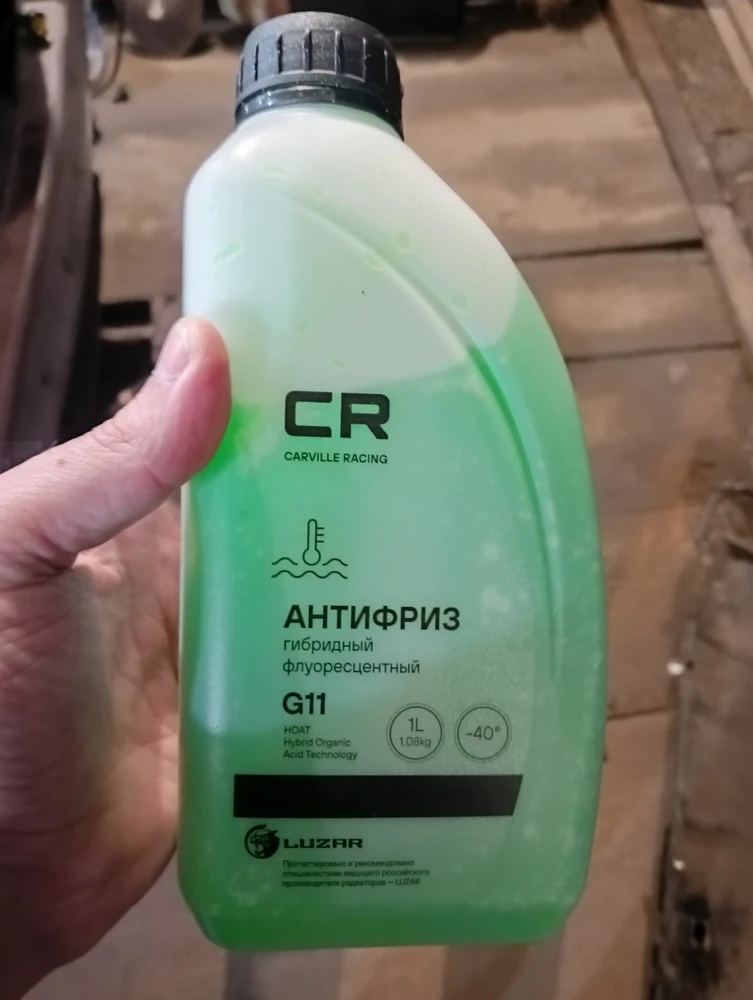 CR
CARVILLE RACING
АНТИФРИЗ
гибридный
флуоресцентный
G11
HOAT
Hybrid Organic
Acid Technology
1L
1,08kg
-40°
LUZAR
Протестировано и рекомендовано
специалистами ведущего российского
производителя радиаторов — LUZAR